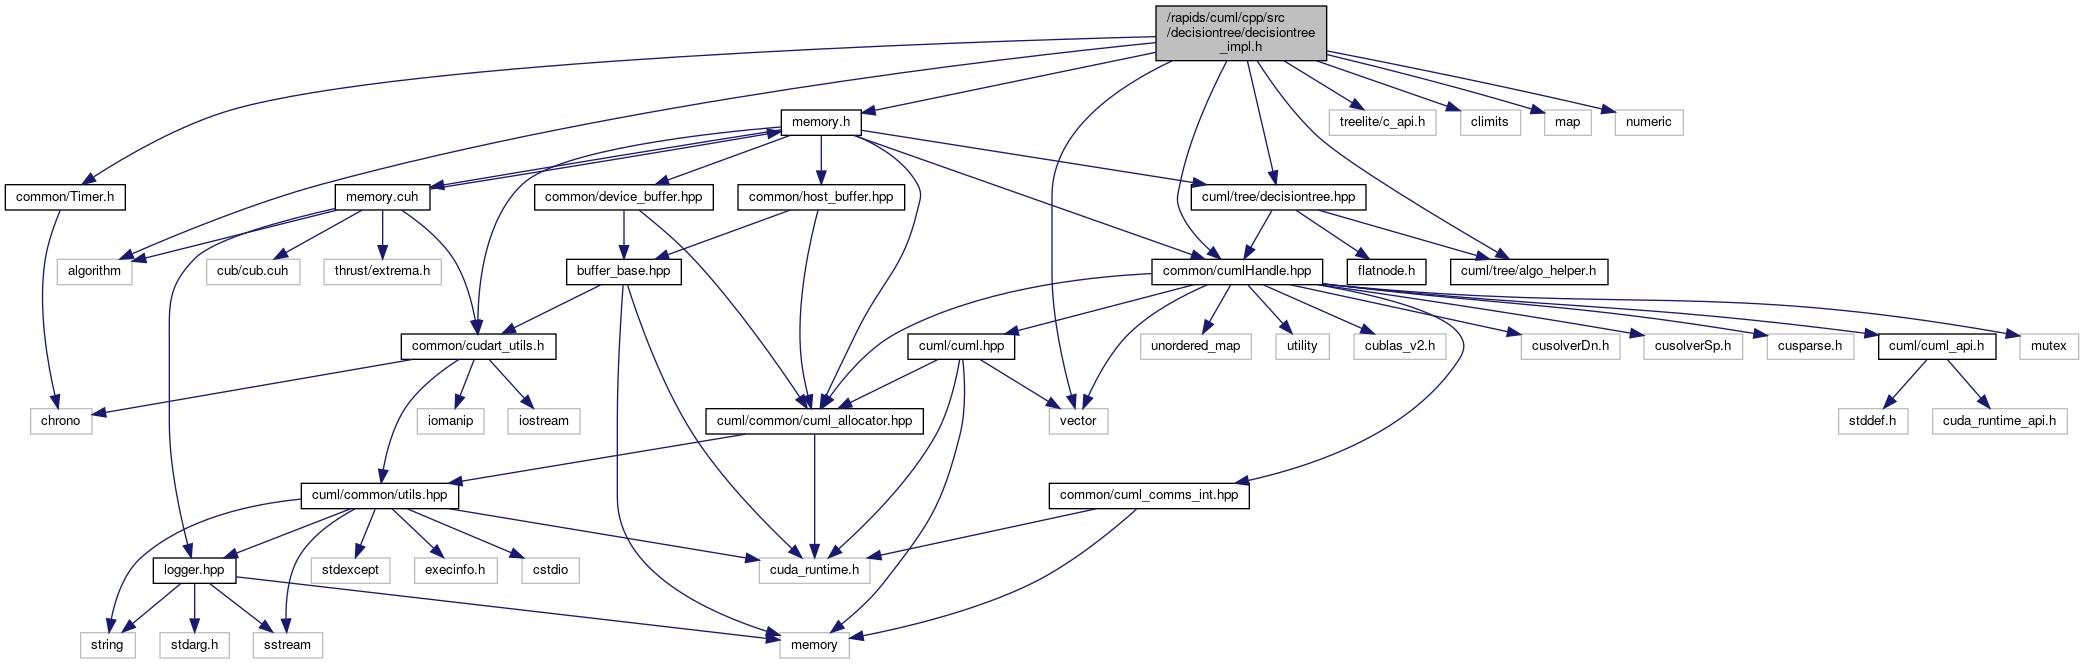 /rapids/cuml/cpp/src
/decisiontree/decisiontree
_impl.h
memory.h
treelite/c_api.h
climits
map
numeric
common/Timer.h
memory.cuh
common/device_buffer.hpp
common/host_buffer.hpp
cuml/tree/decisiontree.hpp
algorithm
cub/cub.cuh
thrust/extrema.h
buffer_base.hpp
common/cumlHandle.hpp
flatnode.h
cuml/tree/algo_helper.h
common/cudart_utils.h
cuml/cuml.hpp
unordered_map
utility
cublas_v2.h
cusolverDn.h
cusolverSp.h
cusparse.h
cuml/cuml_api.h
mutex
chrono
iomanip
iostream
cuml/common/cuml_allocator.hpp
vector
stddef.h
cuda_runtime_api.h
cuml/common/utils.hpp
common/cuml_comms_int.hpp
logger.hpp
stdexcept
execinfo.h
cstdio
cuda_runtime.h
string
stdarg.h
sstream
memory